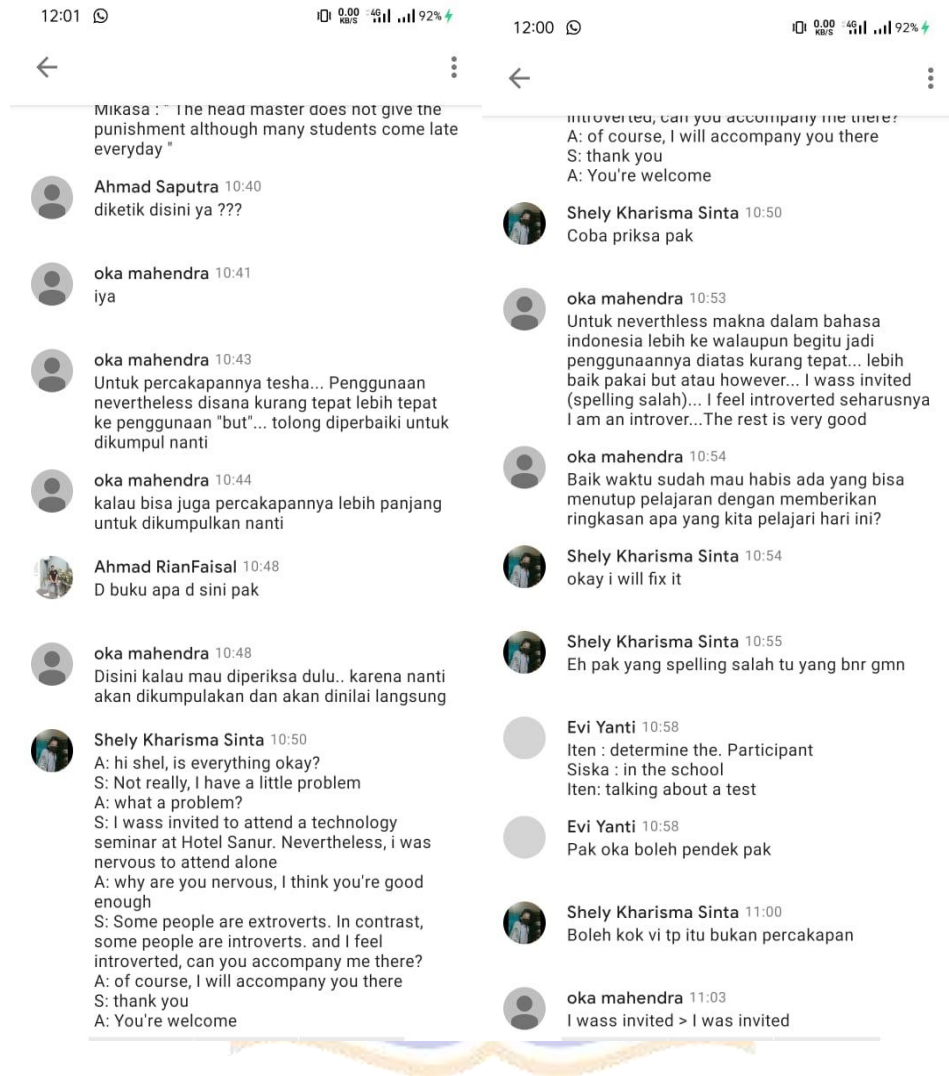 12:01 0.00 KB/S 4G 92%
Mikasa : " The head master does not give the
punishment although many students come late
everyday "
Ahmad Saputra 10:40
diketik disini ya ???
oka mahendra 10:41
iya
oka mahendra 10:43
Untuk percakapannya tesha... Penggunaan
nevertheless disana kurang tepat lebih tepat
ke penggunaan "but"... tolong diperbaiki untuk
dikumpul nanti
oka mahendra 10:44
kalau bisa juga percakapannya lebih panjang
untuk dikumpulkan nanti
Ahmad RianFaisal 10:48
D buku apa d sini pak
oka mahendra 10:48
Disini kalau mau diperiksa dulu.. karena nanti
akan dikumpulakan dan akan dinilai langsung
Shely Kharisma Sinta 10:50
A: hi shel, is everything okay?
S: Not really, I have a little problem
A: what a problem?
S: I wass invited to attend a technology
seminar at Hotel Sanur. Nevertheless, i was
nervous to attend alone
A: why are you nervous, I think you're good
enough
S: Some people are extroverts. In contrast,
some people are introverts. and I feel
introverted, can you accompany me there?
A: of course, I will accompany you there
S: thank you
A: You're welcome
12:00 0.00 KB/S 4G 92%
introverted, can you accompany me there?
A: of course, I will accompany you there
S: thank you
A: You're welcome
Shely Kharisma Sinta 10:50
Coba priksa pak
oka mahendra 10:53
Untuk neverthless makna dalam bahasa
indonesia lebih ke walaupun begitu jadi
penggunaannya diatas kurang tepat... lebih
baik pakai but atau however... I wass invited
(spelling salah)... I feel introverted seharusnya
I am an introver...The rest is very good
oka mahendra 10:54
Baik waktu sudah mau habis ada yang bisa
menutup pelajaran dengan memberikan
ringkasan apa yang kita pelajari hari ini?
Shely Kharisma Sinta 10:54
okay i will fix it
Shely Kharisma Sinta 10:55
Eh pak yang spelling salah tu yang bnr gmn
Evi Yanti 10:58
Iten : determine the. Participant
Siska : in the school
Iten: talking about a test
Evi Yanti 10:58
Pak oka boleh pendek pak
Shely Kharisma Sinta 11:00
Boleh kok vi tp itu bukan percakapan
oka mahendra 11:03
I wass invited > I was invited